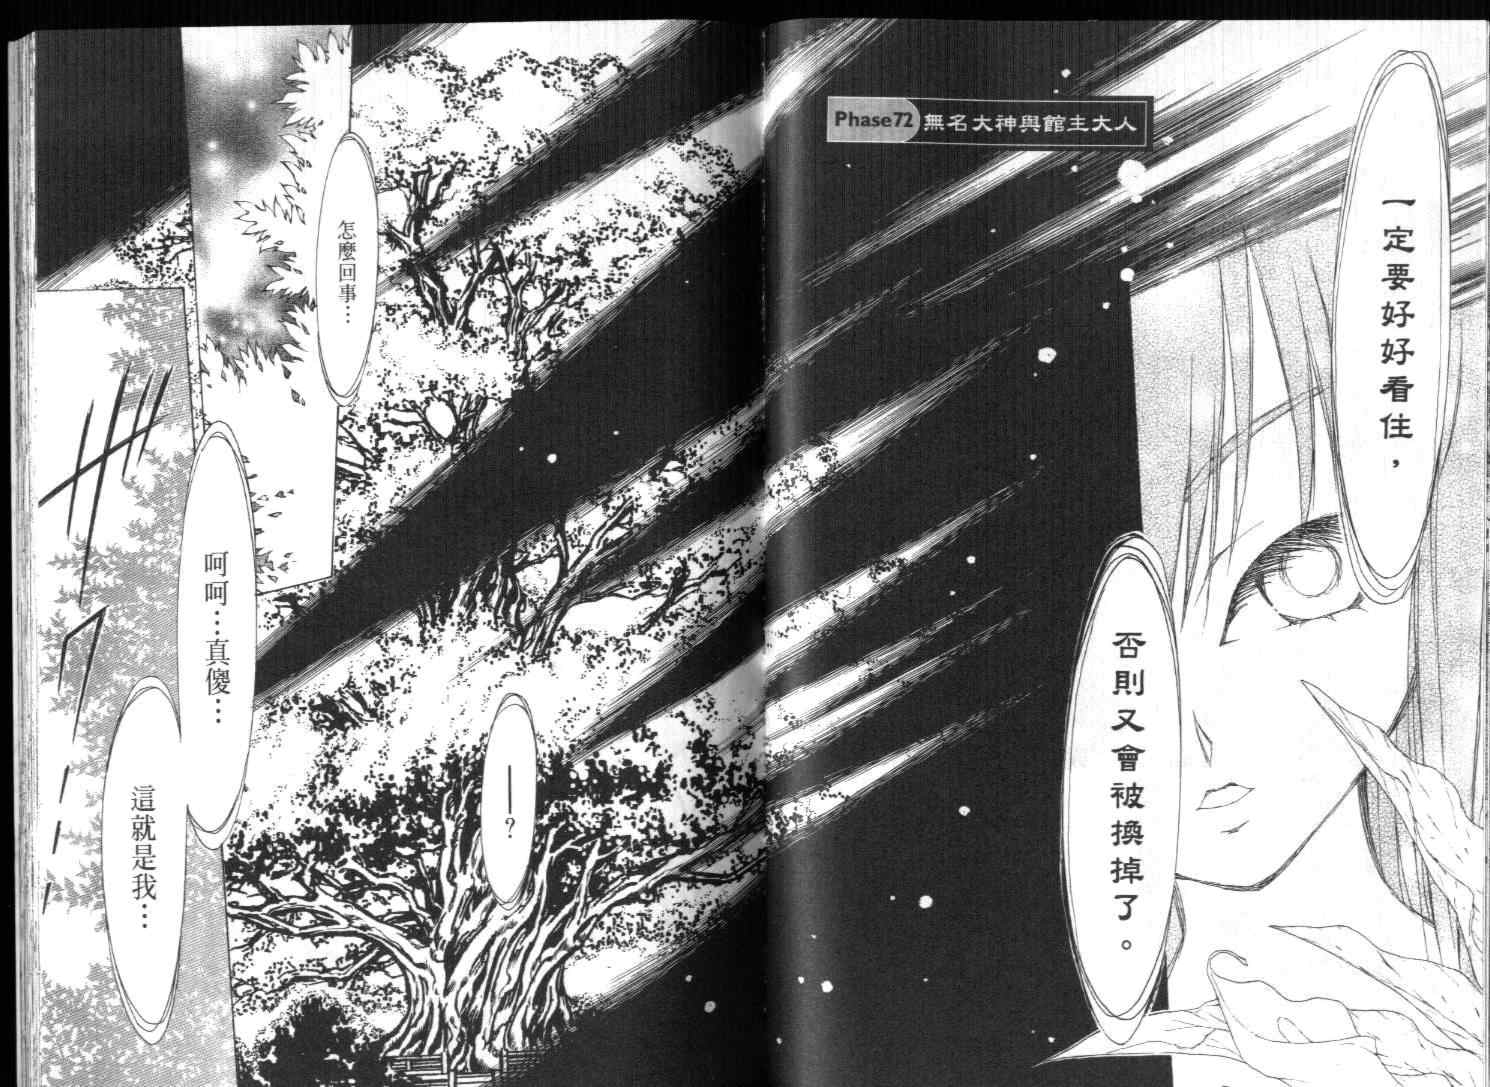 Phase72 無名大神與館主大人
一定要好好看住，
否則又會被換掉了。
—？
怎麼回事…
呵呵…真傻…
這就是我…